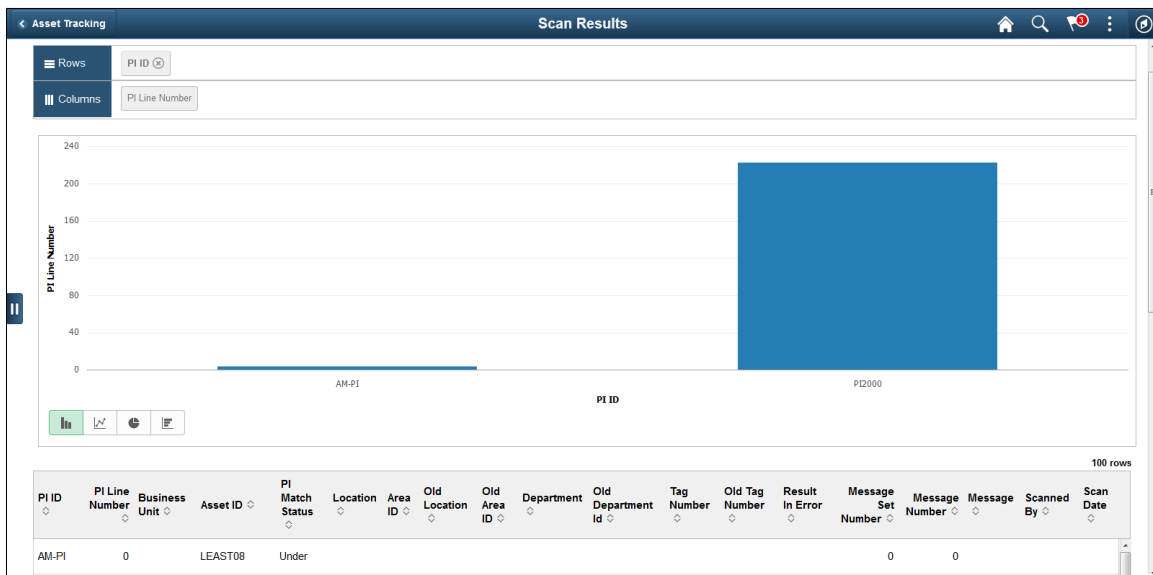 Asset Tracking
Scan Results
3
Rows
PI ID
Columns
PI Line Number
240
200
160
120
80
40
0
PI Line Number
AM-PI
PI2000
PI ID
100 rows
PI ID
PI Line Number
Business Unit
Asset ID
PI Match Status
Location
Area ID
Old Location
Old Area ID
Department
Old Department Id
Tag Number
Old Tag Number
Result In Error
Message Set Number
Message Number
Message
Scanned By
Scan Date
AM-PI 0 LEAST08 Under 0 0